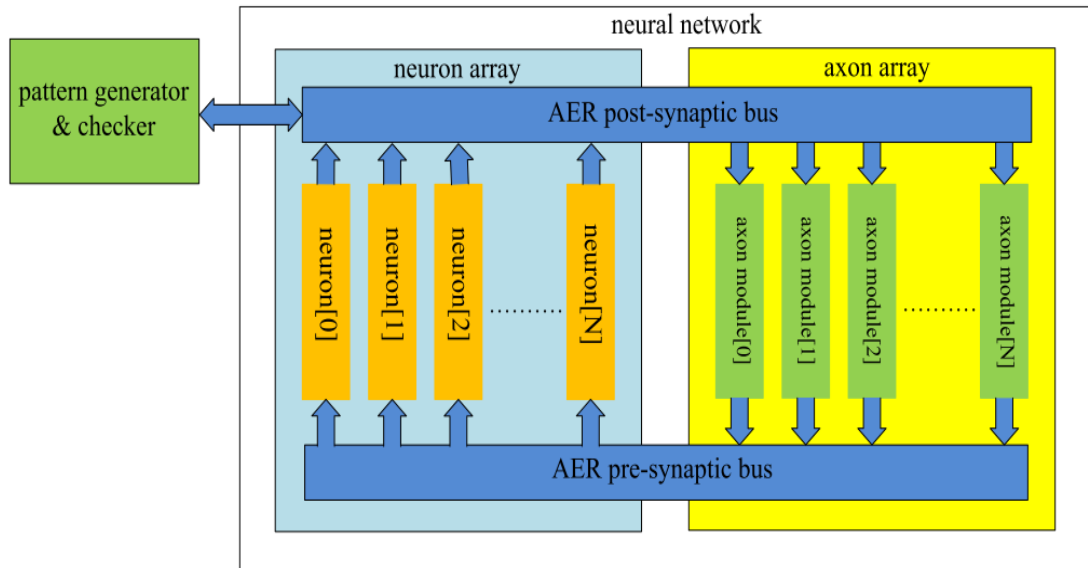 neural network
neuron array
axon array
pattern generator
& checker
AER post-synaptic bus
neuron[0]
neuron[1]
neuron[2]
..........
neuron[N]
axon module[0]
axon module[1]
axon module[2]
..........
axon module[N]
AER pre-synaptic bus